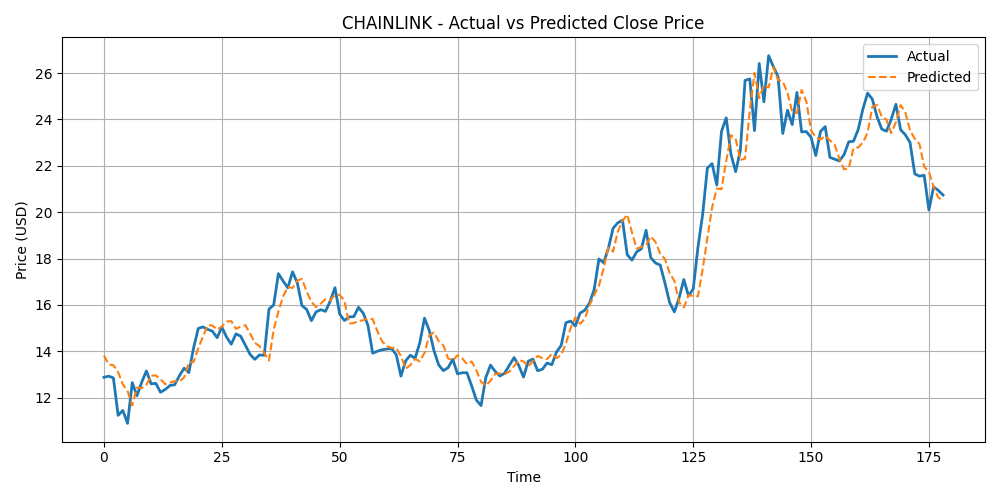 CHAINLINK - Actual vs Predicted Close Price
Actual
Predicted
Price (USD)
26
24
22
20
18
16
14
12
0 25 50 75 100 125 150 175
Time